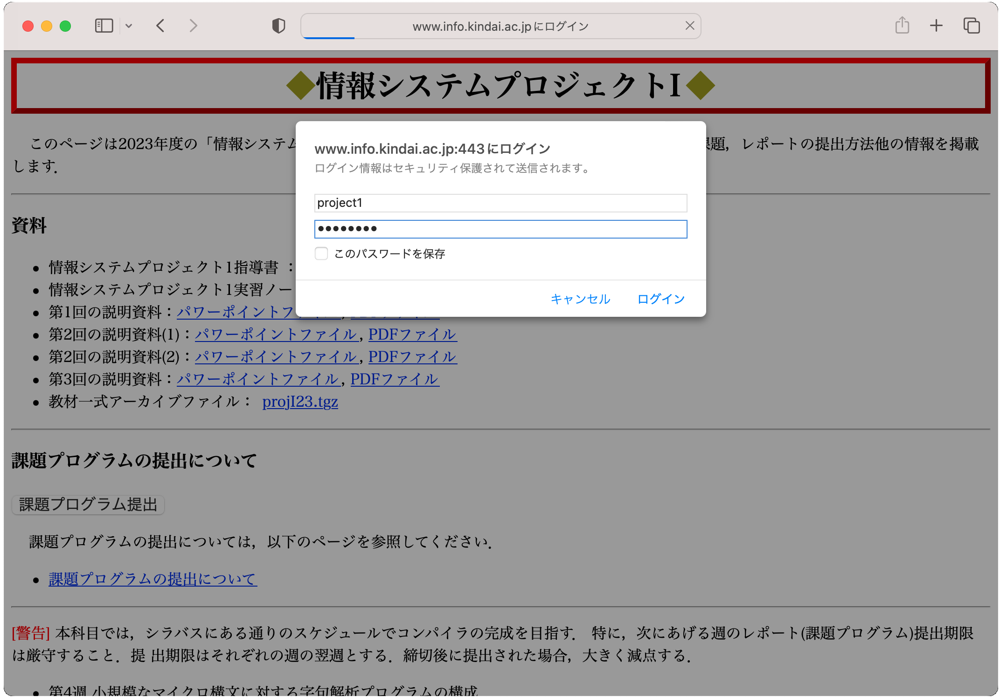 www.info.kindai.ac.jpにログイン
◆情報システムプロジェクトI◆
このページは2023年度の「情報システム
課題，レポートの提出方法他の情報を掲載
します．
www.info.kindai.ac.jp:443にログイン
ログイン情報はセキュリティ保護されて送信されます。
project1
••••••••
このパスワードを保存
キャンセル ログイン
資料
情報システムプロジェクト1指導書 ：
情報システムプロジェクト1実習ノー
第1回の説明資料：パワーポイントファイル, PDFファイル
第2回の説明資料(1)：パワーポイントファイル, PDFファイル
第2回の説明資料(2)：パワーポイントファイル, PDFファイル
第3回の説明資料：パワーポイントファイル, PDFファイル
教材一式アーカイブファイル： projI23.tgz
課題プログラムの提出について
課題プログラム提出
課題プログラムの提出については，以下のページを参照してください．
課題プログラムの提出について
[警告] 本科目では，シラバスにある通りのスケジュールでコンパイラの完成を目指す． 特に，次にあげる週のレポート(課題プログラム)提出期限
は厳守すること．提 出期限はそれぞれの週の翌週とする．締切後に提出された場合，大きく減点する．
第4週 小規模なマイクロ構文に対する字句解析プログラムの構成